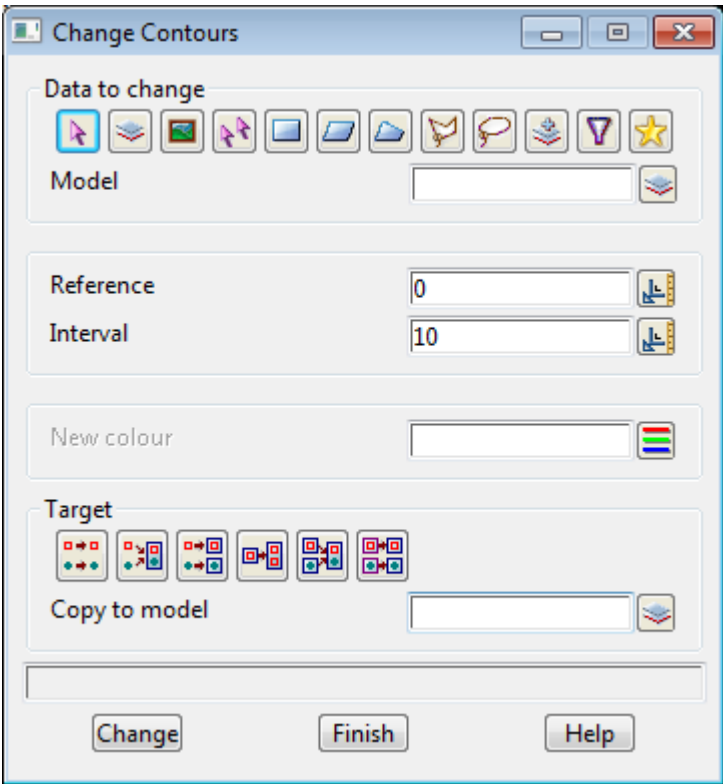 Change Contours
Data to change
Model
Reference 0
Interval 10
New colour
Target
Copy to model
Change Finish Help